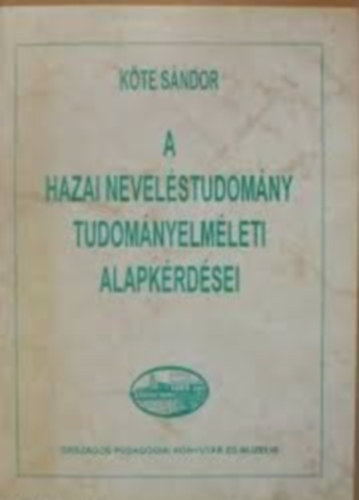 KÖTE SÁNDOR
A
HAZAI NEVELÉSTUDOMÁNY
TUDOMÁNYELMÉLETI
ALAPKÉRDÉSEI
ORSZÁGOS PEDAGÓGIAI KÖNYVTÁR ÉS MÚZEUM